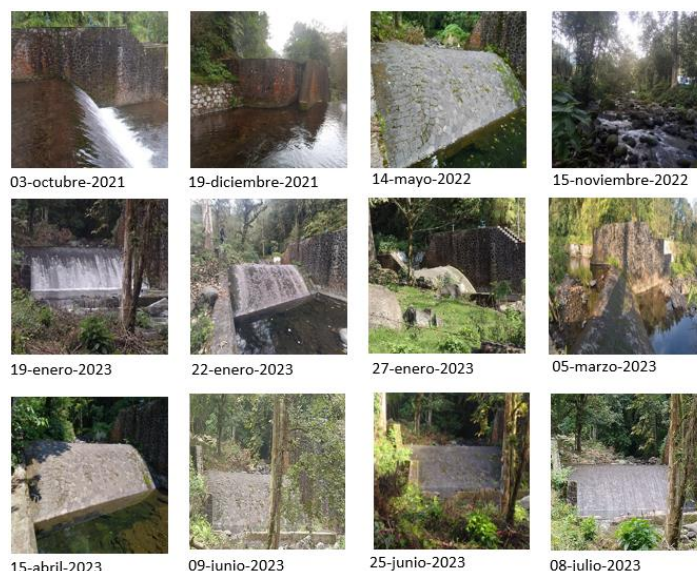 03-octubre-2021
19-diciembre-2021
14-mayo-2022
15-noviembre-2022
19-enero-2023
22-enero-2023
27-enero-2023
05-marzo-2023
15-abril-2023
09-junio-2023
25-junio-2023
08-julio-2023